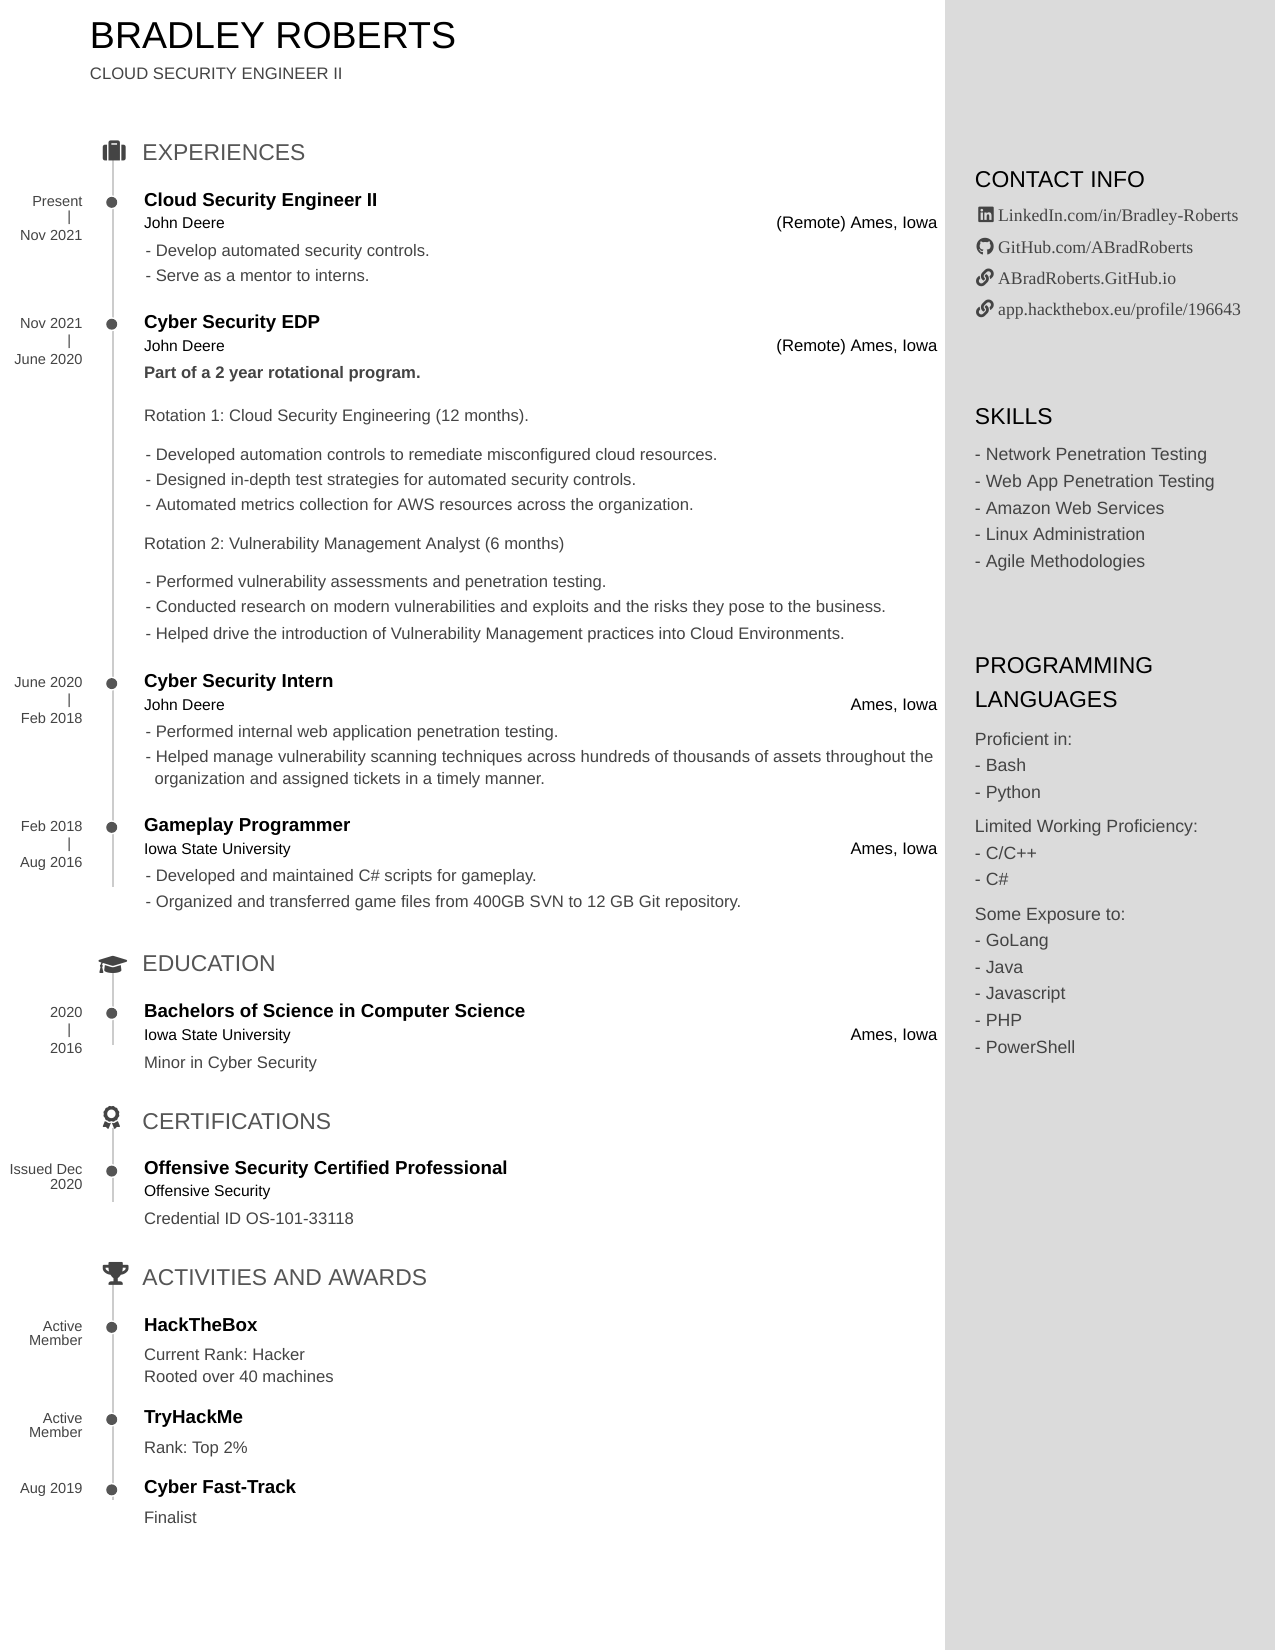 BRADLEY ROBERTS
CLOUD SECURITY ENGINEER II
EXPERIENCES
Present
|
Nov 2021
Cloud Security Engineer II
John Deere
(Remote) Ames, Iowa
- Develop automated security controls.
- Serve as a mentor to interns.
Nov 2021
|
June 2020
Cyber Security EDP
John Deere
(Remote) Ames, Iowa
Part of a 2 year rotational program.
Rotation 1: Cloud Security Engineering (12 months).
- Developed automation controls to remediate misconfigured cloud resources.
- Designed in-depth test strategies for automated security controls.
- Automated metrics collection for AWS resources across the organization.
Rotation 2: Vulnerability Management Analyst (6 months)
- Performed vulnerability assessments and penetration testing.
- Conducted research on modern vulnerabilities and exploits and the risks they pose to the business.
- Helped drive the introduction of Vulnerability Management practices into Cloud Environments.
June 2020
|
Feb 2018
Cyber Security Intern
John Deere
Ames, Iowa
- Performed internal web application penetration testing.
- Helped manage vulnerability scanning techniques across hundreds of thousands of assets throughout the
organization and assigned tickets in a timely manner.
Feb 2018
|
Aug 2016
Gameplay Programmer
Iowa State University
Ames, Iowa
- Developed and maintained C# scripts for gameplay.
- Organized and transferred game files from 400GB SVN to 12 GB Git repository.
EDUCATION
2020
|
2016
Bachelors of Science in Computer Science
Iowa State University
Ames, Iowa
Minor in Cyber Security
CERTIFICATIONS
Issued Dec
2020
Offensive Security Certified Professional
Offensive Security
Credential ID OS-101-33118
ACTIVITIES AND AWARDS
Active
Member
HackTheBox
Current Rank: Hacker
Rooted over 40 machines
Active
Member
TryHackMe
Rank: Top 2%
Aug 2019
Cyber Fast-Track
Finalist
CONTACT INFO
LinkedIn.com/in/Bradley-Roberts
GitHub.com/ABradRoberts
ABradRoberts.GitHub.io
app.hackthebox.eu/profile/196643
SKILLS
- Network Penetration Testing
- Web App Penetration Testing
- Amazon Web Services
- Linux Administration
- Agile Methodologies
PROGRAMMING
LANGUAGES
Proficient in:
- Bash
- Python
Limited Working Proficiency:
- C/C++
- C#
Some Exposure to:
- GoLang
- Java
- Javascript
- PHP
- PowerShell